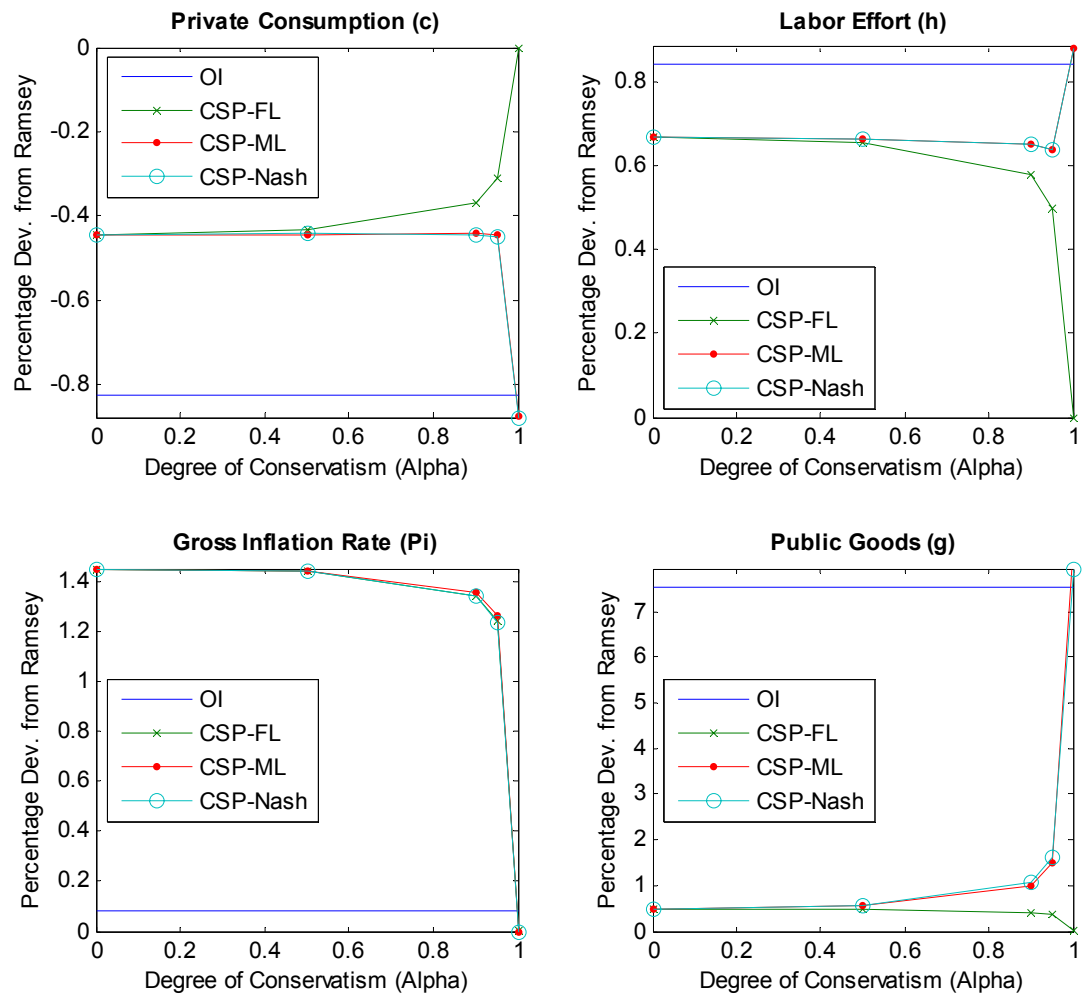 Private Consumption (c)
Percentage Dev. from Ramsey
0
-0.2
-0.4
-0.6
-0.8
OI
CSP-FL
CSP-ML
CSP-Nash
0 0.2 0.4 0.6 0.8 1
Degree of Conservatism (Alpha)
Labor Effort (h)
Percentage Dev. from Ramsey
0.8
0.6
0.4
0.2
0
OI
CSP-FL
CSP-ML
CSP-Nash
0 0.2 0.4 0.6 0.8 1
Degree of Conservatism (Alpha)
Gross Inflation Rate (Pi)
Percentage Dev. from Ramsey
1.4
1.2
1
0.8
0.6
0.4
0.2
0
OI
CSP-FL
CSP-ML
CSP-Nash
0 0.2 0.4 0.6 0.8 1
Degree of Conservatism (Alpha)
Public Goods (g)
Percentage Dev. from Ramsey
7
6
5
4
3
2
1
0
OI
CSP-FL
CSP-ML
CSP-Nash
0 0.2 0.4 0.6 0.8 1
Degree of Conservatism (Alpha)